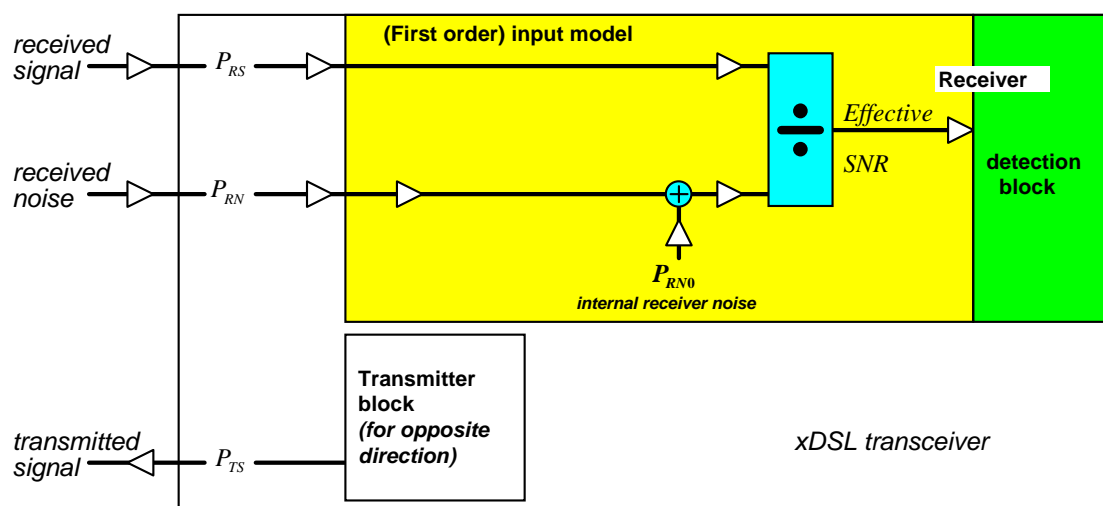 received
signal
P_RS
(First order) input model
Receiver
Effective
SNR
detection
block
received
noise
P_RN
+
P_RN0
internal receiver noise
Transmitter
block
(for opposite
direction)
transmitted
signal
P_TS
xDSL transceiver